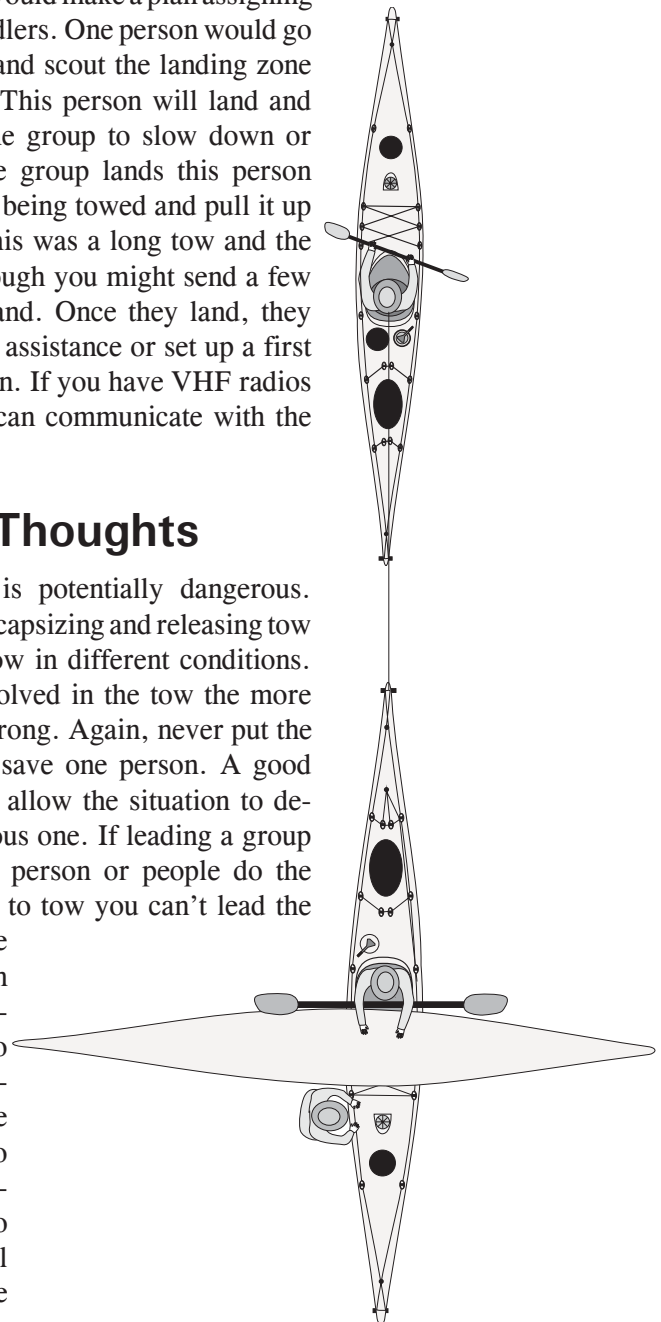 ould make a plan assigning
dlers. One person would go
and scout the landing zone
This person will land and
e group to slow down or
e group lands this person
being towed and pull it up
his was a long tow and the
ough you might send a few
and. Once they land, they
assistance or set up a first
n. If you have VHF radios
can communicate with the
Thoughts
is potentially dangerous.
capsizing and releasing tow
ow in different conditions.
olved in the tow the more
rong. Again, never put the
save one person. A good
allow the situation to de-
ous one. If leading a group
person or people do the
to tow you can't lead the
e
n
-
o
-
e
o
-
o
l
e